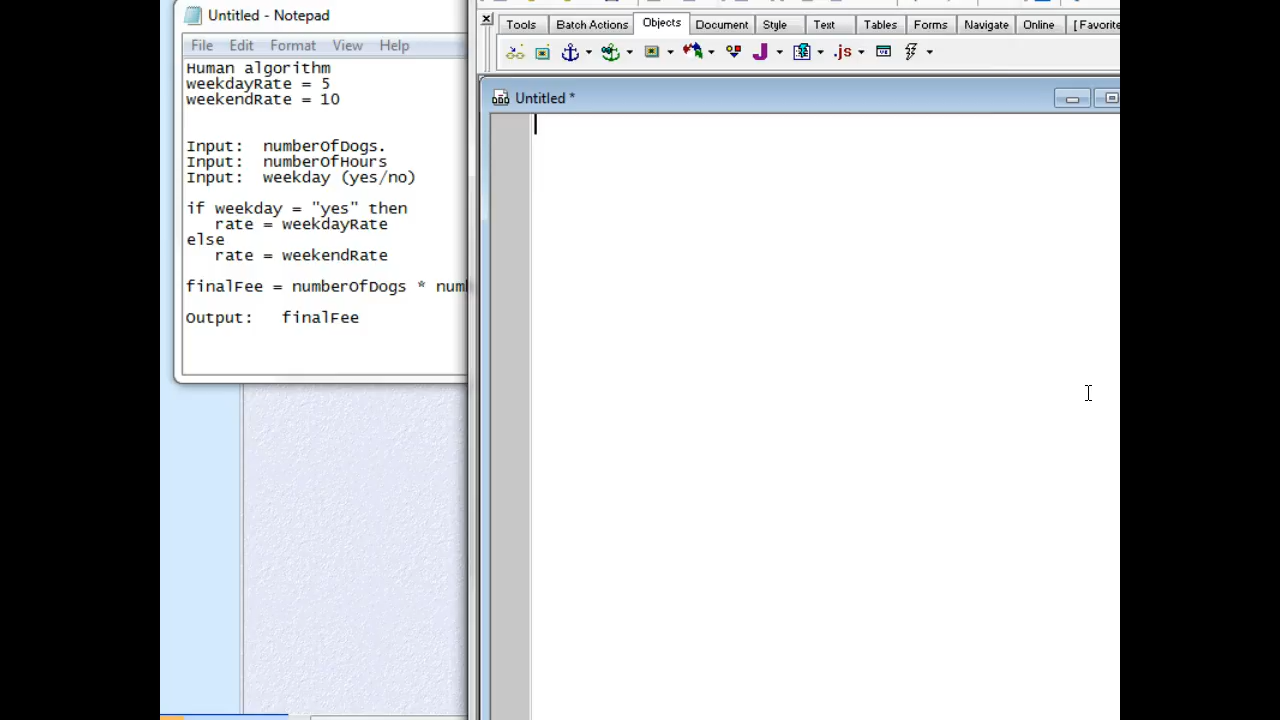 Untitled - Notepad
File Edit Format View Help
Human algorithm
weekdayRate = 5
weekendRate = 10
Input: numberOfDogs.
Input: numberOfHours
Input: weekday (yes/no)
if weekday = "yes" then
rate = weekdayRate
else
rate = weekendRate
finalFee = numberOfDogs * num
Output: finalFee
Tools Batch Actions Objects Document Style Text Tables Forms Navigate Online [ Favorite
.js
Untitled *